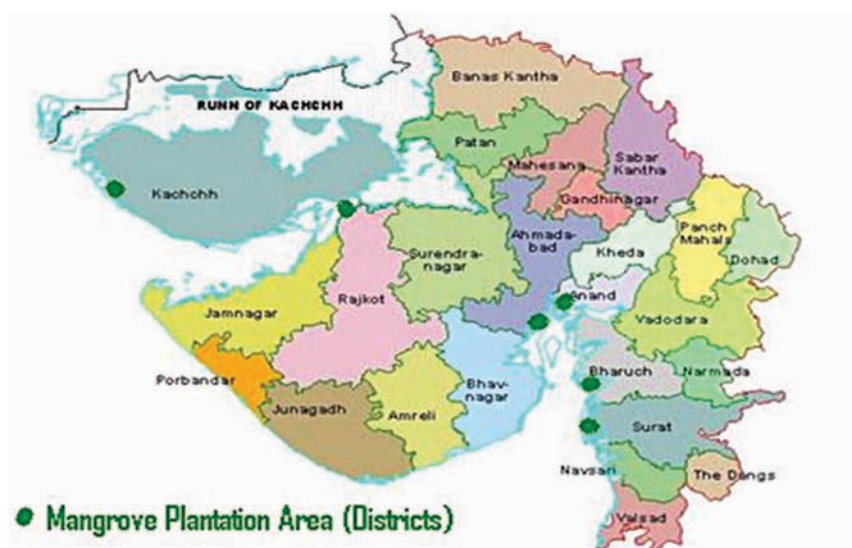 Banas Kantha
RUNN OF KACHCHH
Patan
Mahesana
Sabar
Kantha
Kachchh
Gandhinagar
Panch
Mahals
Ahmada-
bad
Surendra-
nagar
Kheda
Dohad
Anand
Rajkot
Jamnagar
Vadodara
Porbandar
Bharuch
Narmada
Bhav-
nagar
Junagadh
Amreli
Surat
Navsari
The Dangs
Valsad
Mangrove Plantation Area (Districts)